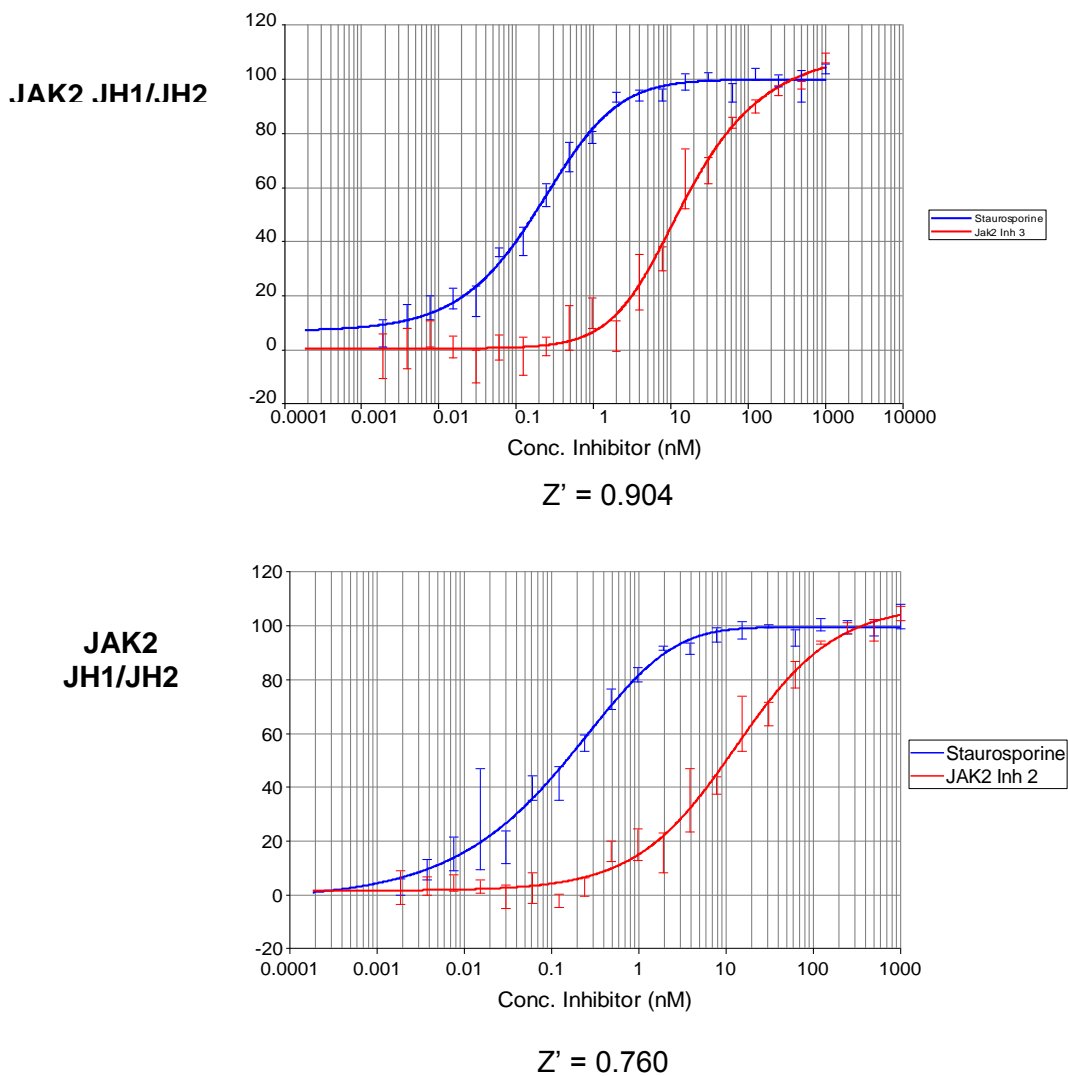 120
100
JAK2 JH1/JH2
80
60
40
20
0
-20
0.0001 0.001 0.01 0.1 1 10 100 1000 10000
Conc. Inhibitor (nM)
Staurosporine
Jak2 Inh 3
Z’ = 0.904
120
100
80
60
40
20
0
-20
JAK2
JH1/JH2
0.0001 0.001 0.01 0.1 1 10 100 1000
Conc. Inhibitor (nM)
Staurosporine
JAK2 Inh 2
Z’ = 0.760